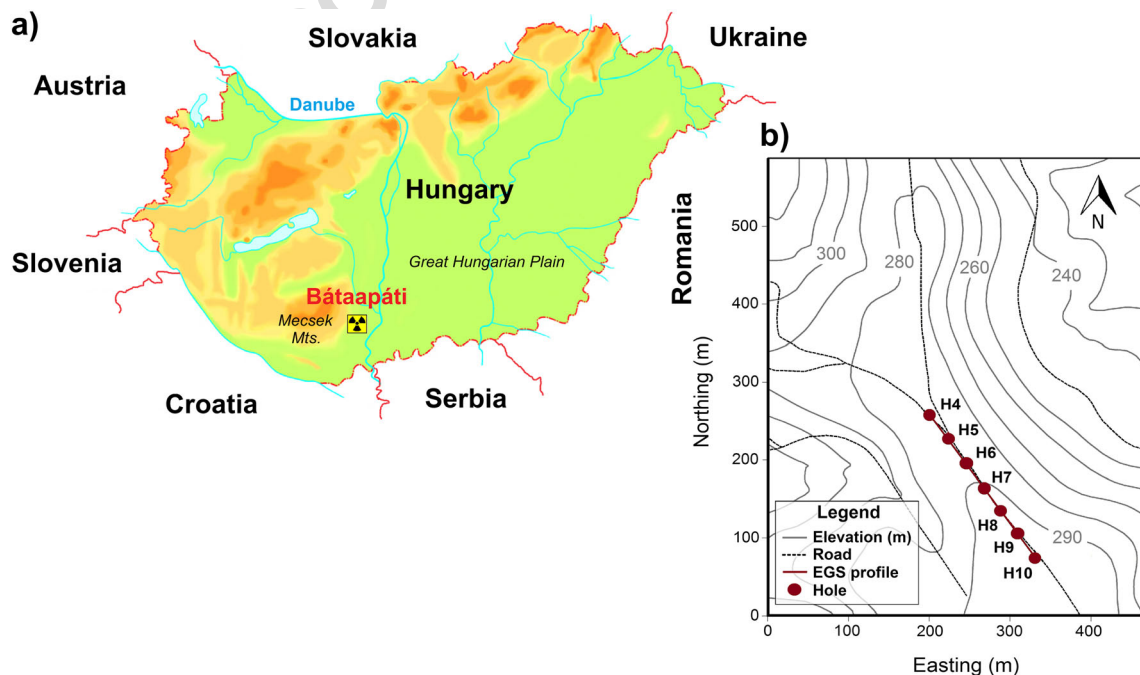 a)
Slovakia
Ukraine
Austria
Danube
b)
Hungary
Romania
Slovenia
Great Hungarian Plain
Bátaapáti
Mecsek
Mts.
Croatia
Serbia
N
500
400
300
200
100
0
Northing (m)
300
280
260
240
290
H4
H5
H6
H7
H8
H9
H10
Legend
Elevation (m)
Road
EGS profile
Hole
0
100
200
300
400
Easting (m)